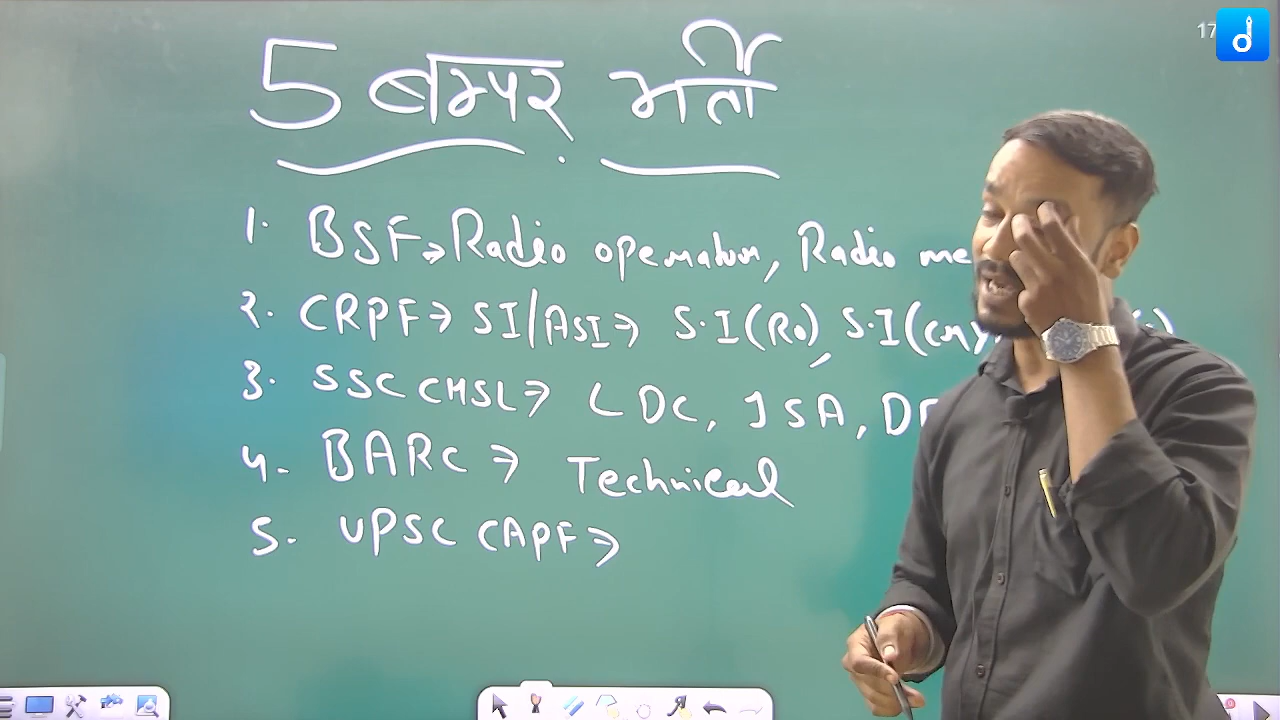 17
5 बम्पर भर्ती
1. BSF → Radio operator, Radio me
2. CRPF → SI/ASI → S.I(Ro) S.I(
3. SSC CHSL → LDC, JSA, D
4. BARC → Technical
5. UPSC CAPF →